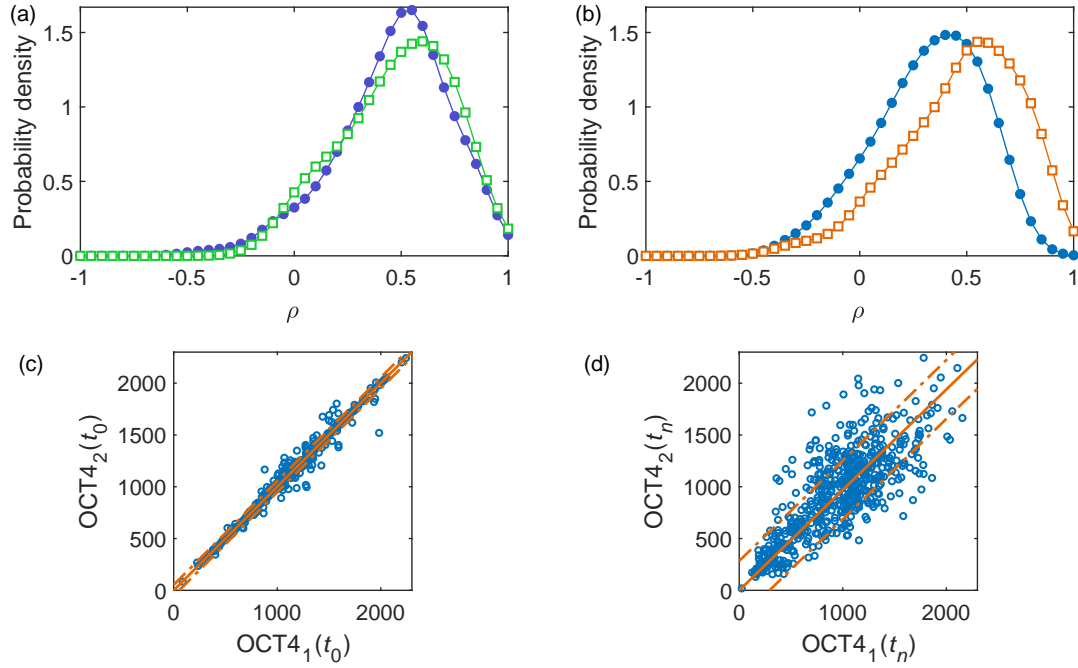 (a)
1.5
1
0.5
0
Probability density
-1 -0.5 0 0.5 1
ρ
(b)
1.5
1
0.5
0
Probability density
-1 -0.5 0 0.5 1
ρ
(c)
2000
1500
1000
500
0
OCT4₂(t₀)
0 1000 2000
OCT4₁(t₀)
(d)
2000
1500
1000
500
0
OCT4₂(tₙ)
0 1000 2000
OCT4₁(tₙ)